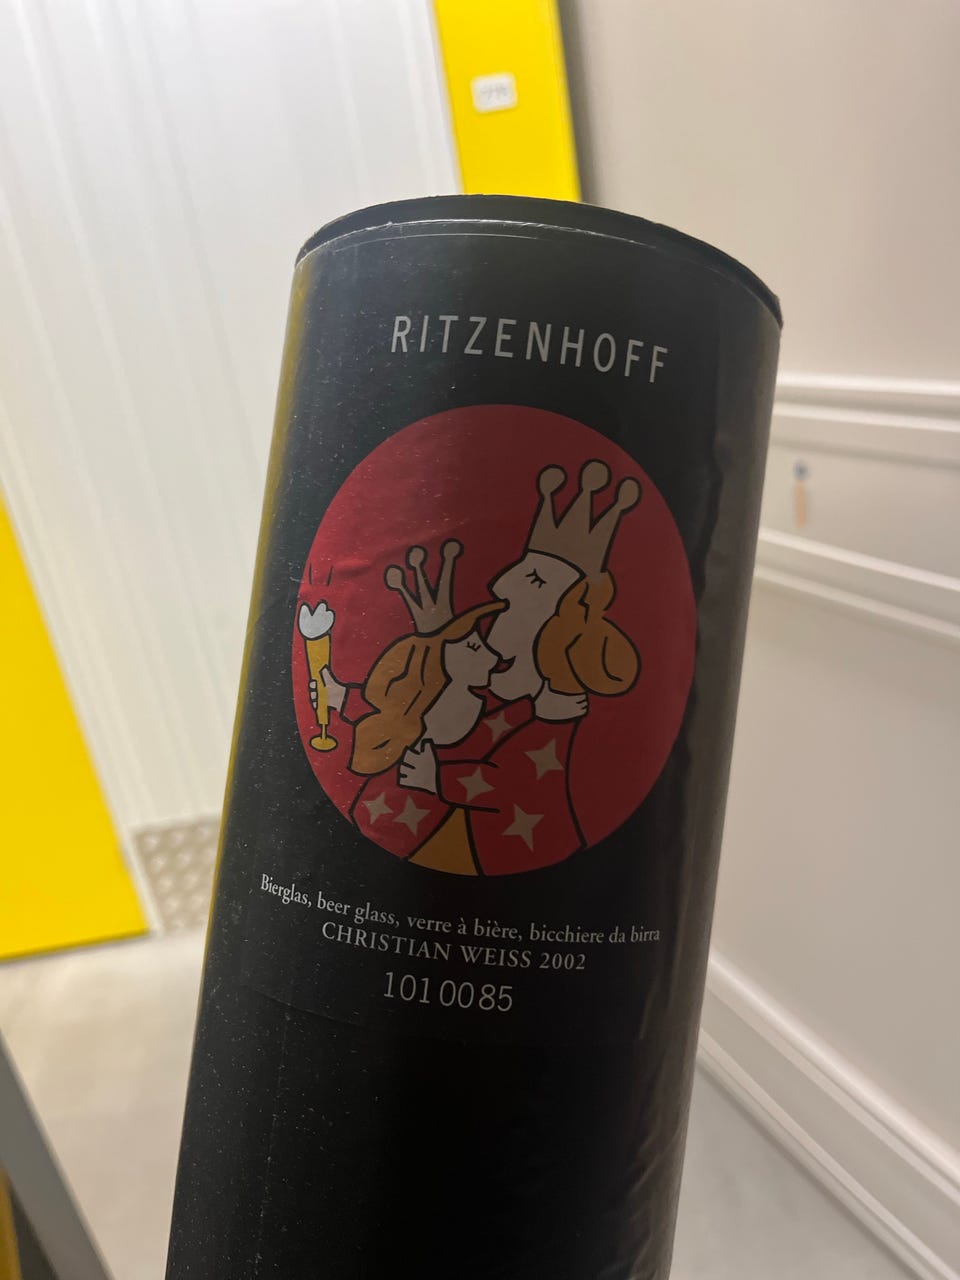 RITZENHOFF
Bierglas, beer glass, verre à bière, bicchiere da birra
CHRISTIAN WEISS 2002
1010085